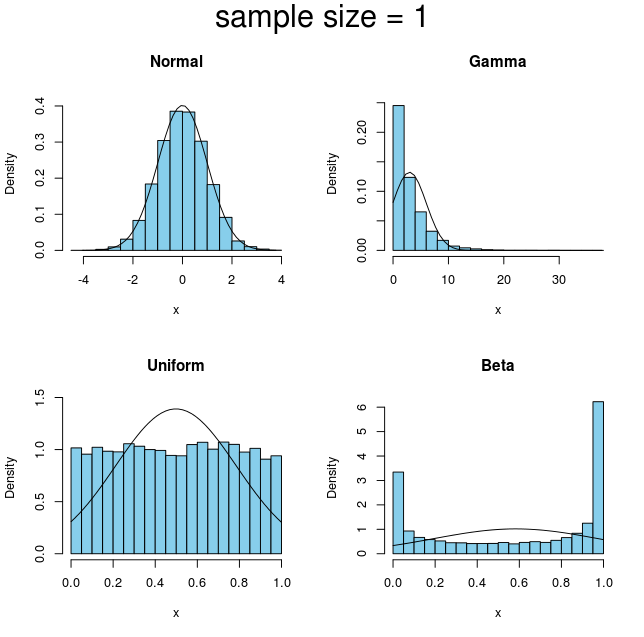 sample size = 1
Normal
Density
0.0 0.1 0.2 0.3 0.4
-4 -2 0 2 4
x
Gamma
Density
0.00 0.10 0.20
0 10 20 30
x
Uniform
Density
0.0 0.5 1.0 1.5
0.0 0.2 0.4 0.6 0.8 1.0
x
Beta
Density
0 1 2 3 4 5 6
0.0 0.2 0.4 0.6 0.8 1.0
x